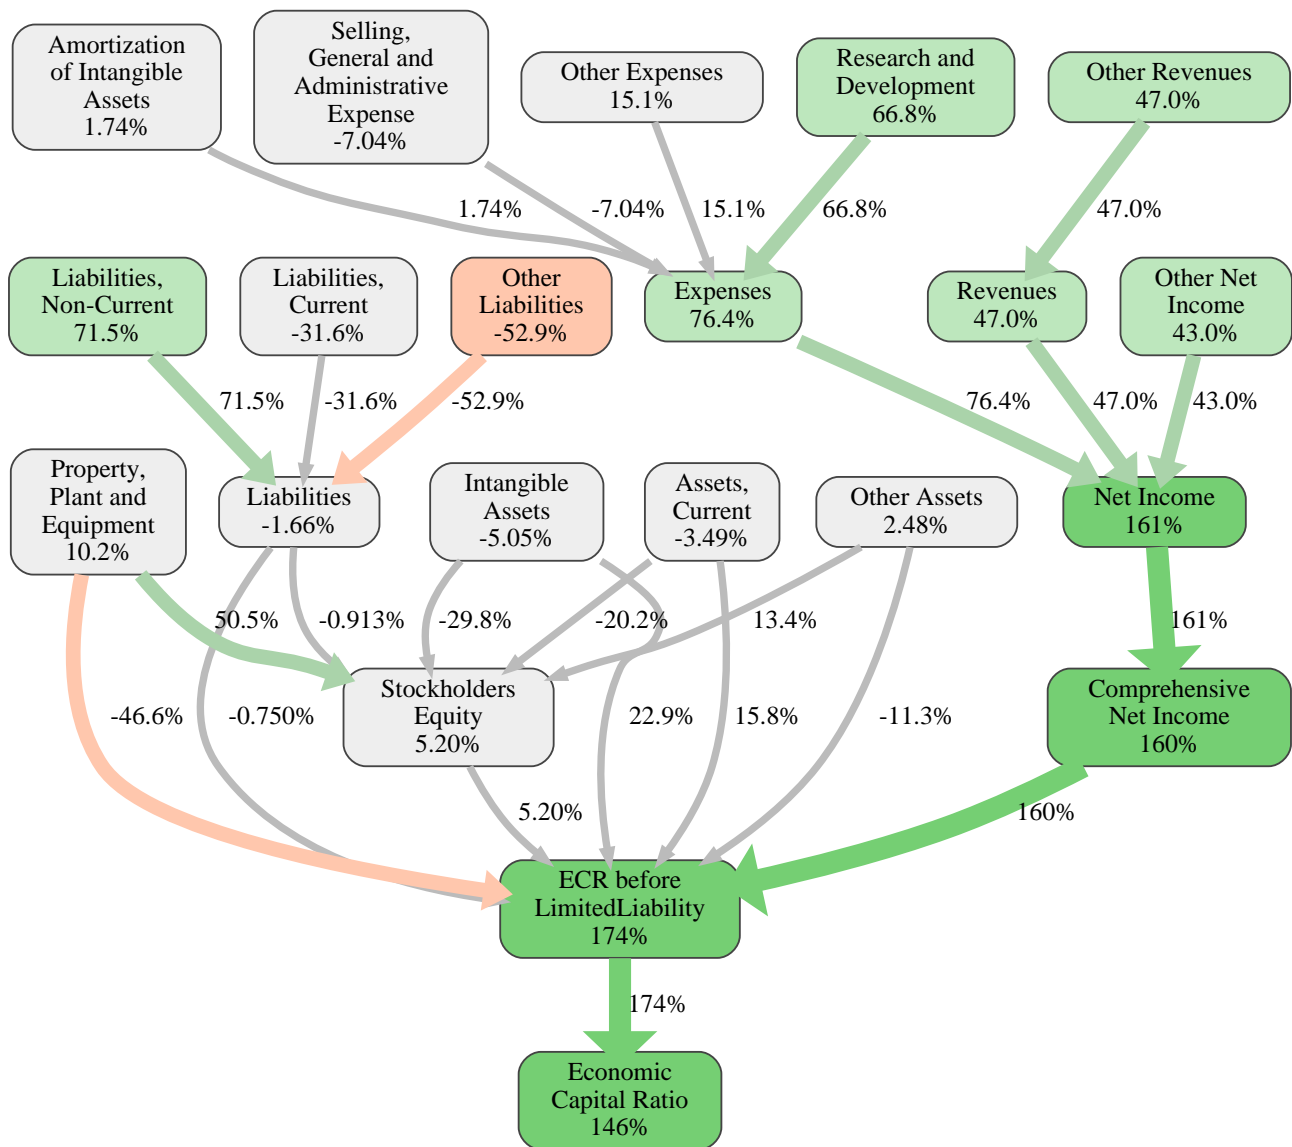 Amortization
of Intangible
Assets
1.74%
Selling,
General and
Administrative
Expense
-7.04%
Other Expenses
15.1%
Research and
Development
66.8%
Other Revenues
47.0%
1.74%
-7.04%
15.1%
66.8%
47.0%
Liabilities,
Non-Current
71.5%
Liabilities,
Current
-31.6%
Other
Liabilities
-52.9%
Expenses
76.4%
Revenues
47.0%
Other Net
Income
43.0%
71.5%
-31.6%
-52.9%
76.4%
47.0%
43.0%
Property,
Plant and
Equipment
10.2%
Liabilities
-1.66%
Intangible
Assets
-5.05%
Assets,
Current
-3.49%
Other Assets
2.48%
Net Income
161%
50.5%
-0.913%
-29.8%
-20.2%
13.4%
161%
Stockholders
Equity
5.20%
Comprehensive
Net Income
160%
-46.6%
-0.750%
22.9%
15.8%
-11.3%
5.20%
160%
ECR before
LimitedLiability
174%
174%
Economic
Capital Ratio
146%